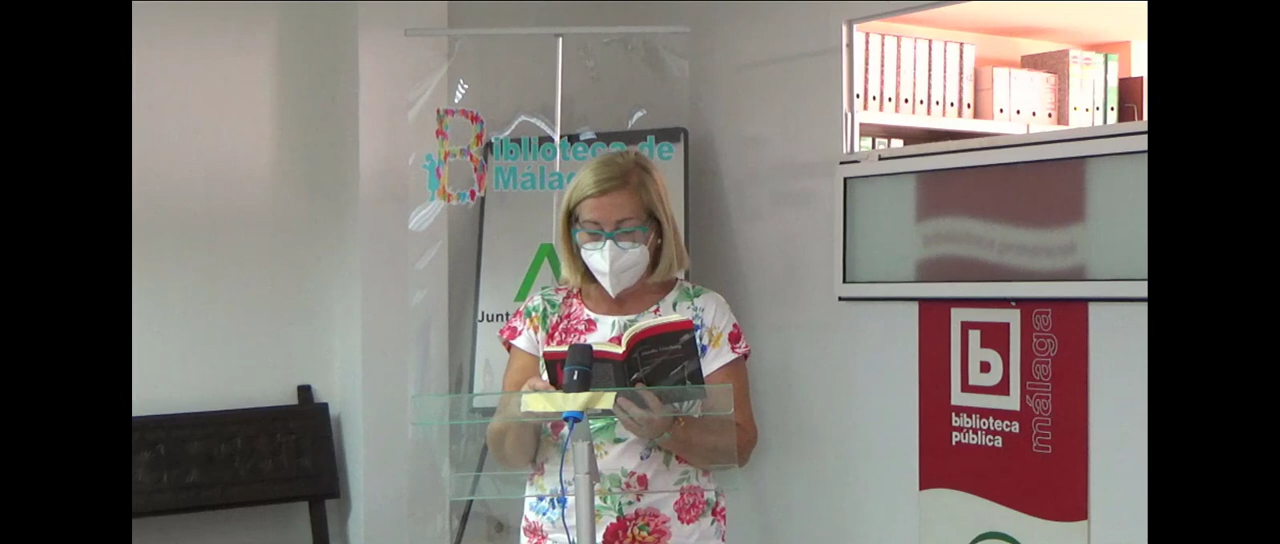 Biblioteca de
Málag
Junt
b
biblioteca
pública
málaga